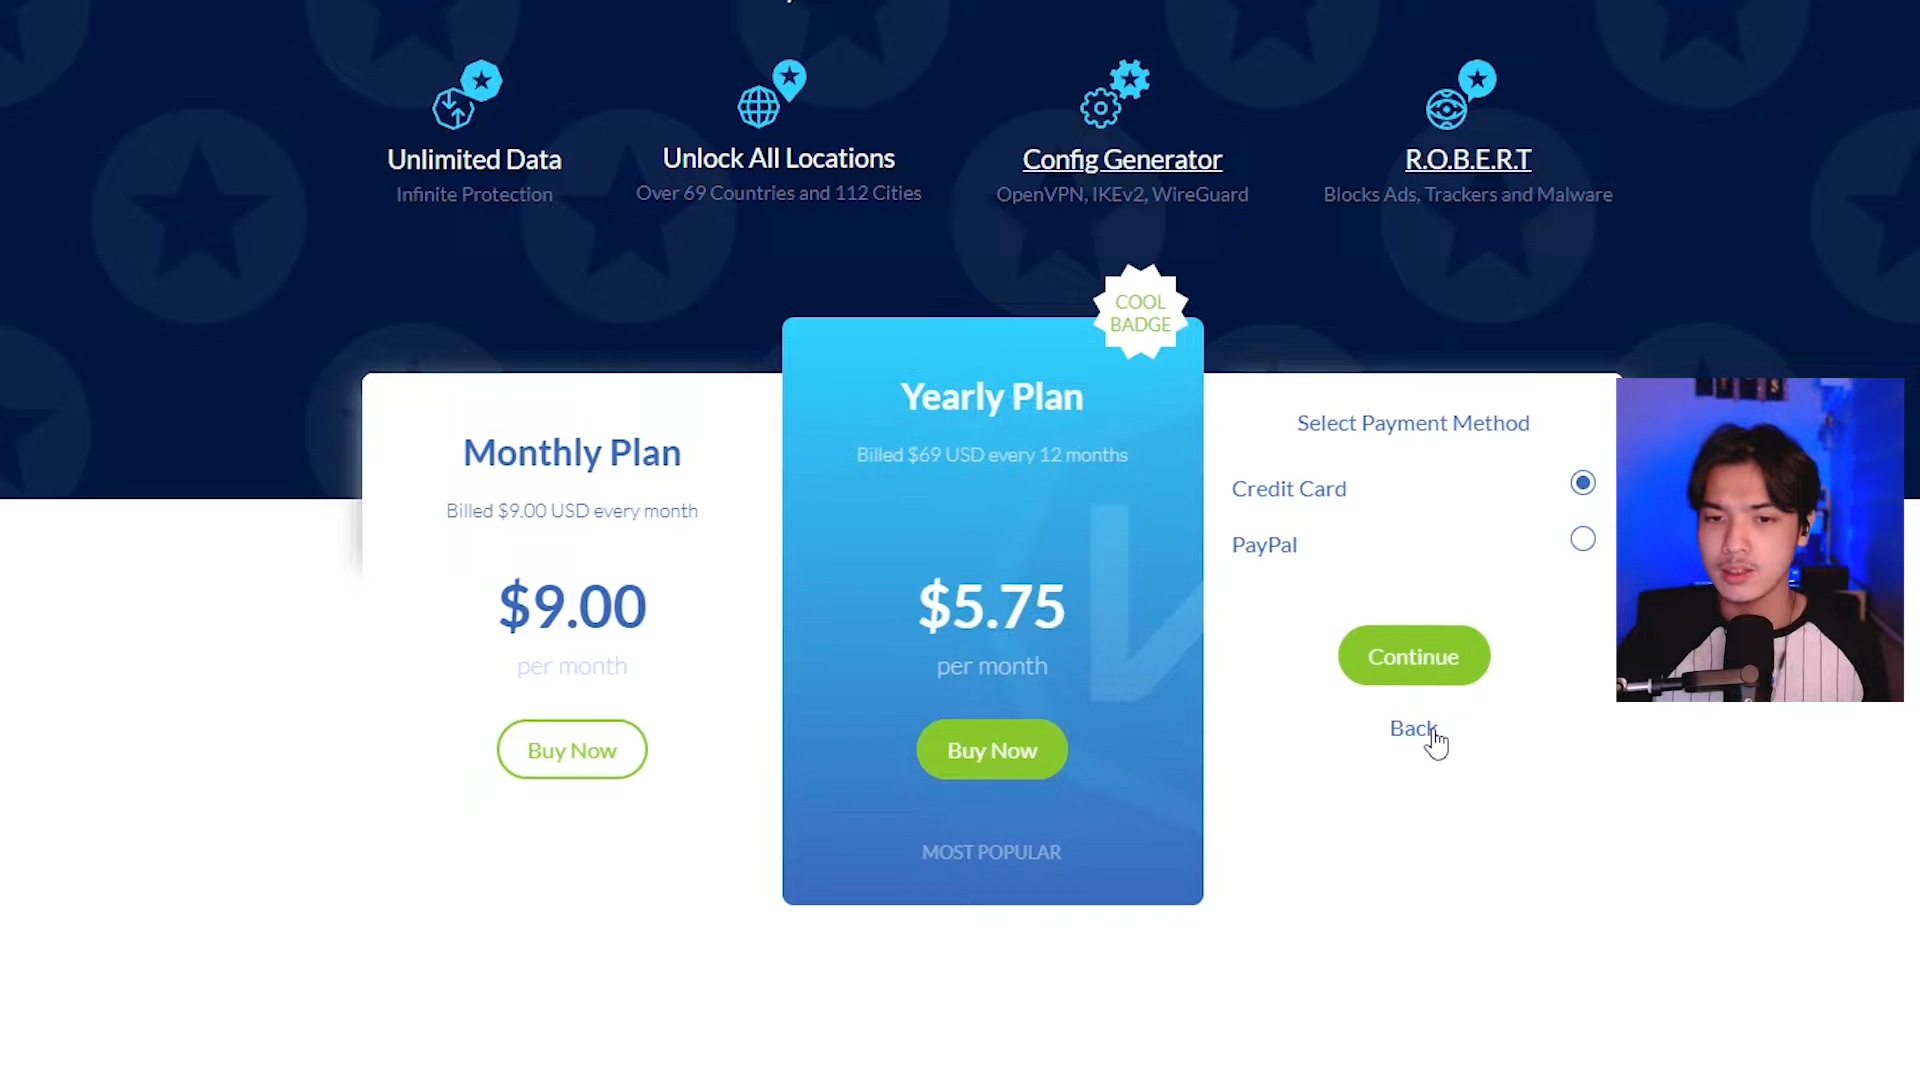 Unlimited Data
Infinite Protection
Unlock All Locations
Over 69 Countries and 112 Cities
Config Generator
OpenVPN, IKEv2, WireGuard
R.O.B.E.R.T
Blocks Ads, Trackers and Malware
Monthly Plan
Billed $9.00 USD every month
$9.00
per month
Buy Now
COOL
BADGE
Yearly Plan
Billed $69 USD every 12 months
$5.75
per month
Buy Now
MOST POPULAR
Select Payment Method
Credit Card
PayPal
Continue
Back